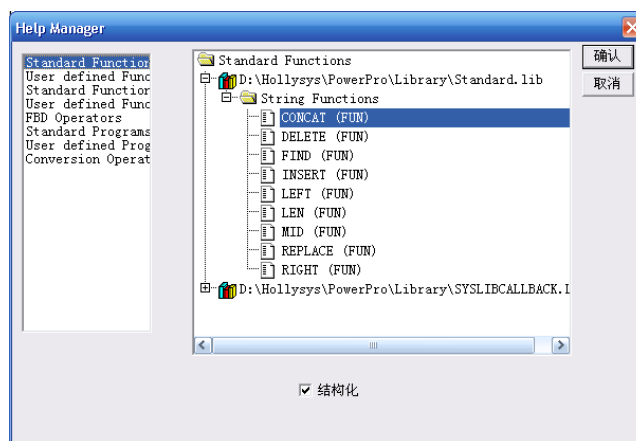 Help Manager
Standard Function
User defined Func
Standard Function
User defined Func
FBD Operators
Standard Programs
User defined Prog
Conversion Operat
Standard Functions
D:\Hollysys\PowerPro\Library\Standard.lib
String Functions
CONCAT (FUN)
DELETE (FUN)
FIND (FUN)
INSERT (FUN)
LEFT (FUN)
LEN (FUN)
MID (FUN)
REPLACE (FUN)
RIGHT (FUN)
D:\Hollysys\PowerPro\Library\SYSLIBCALLBACK.L
确认
取消
结构化